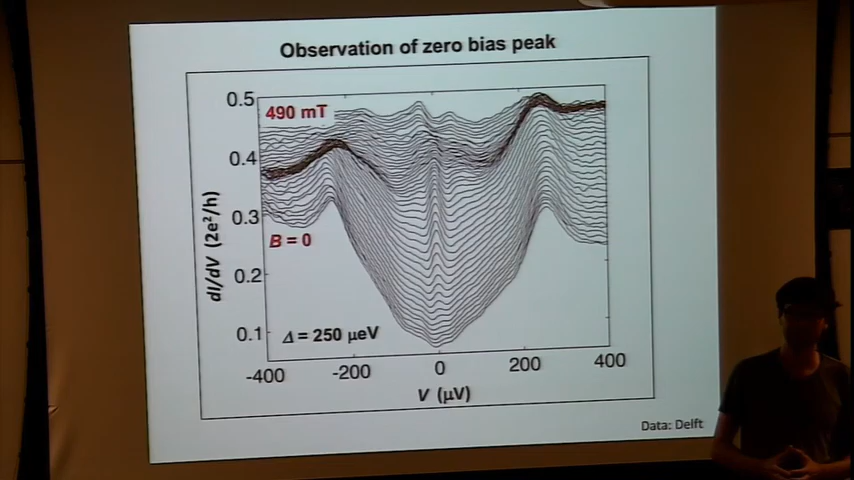 Observation of zero bias peak
0.5
490 mT
0.4
0.3
B = 0
0.2
0.1
Δ = 250 μeV
dI/dV (2e²/h)
-400 -200 0 200 400
V (μV)
Data: Delft